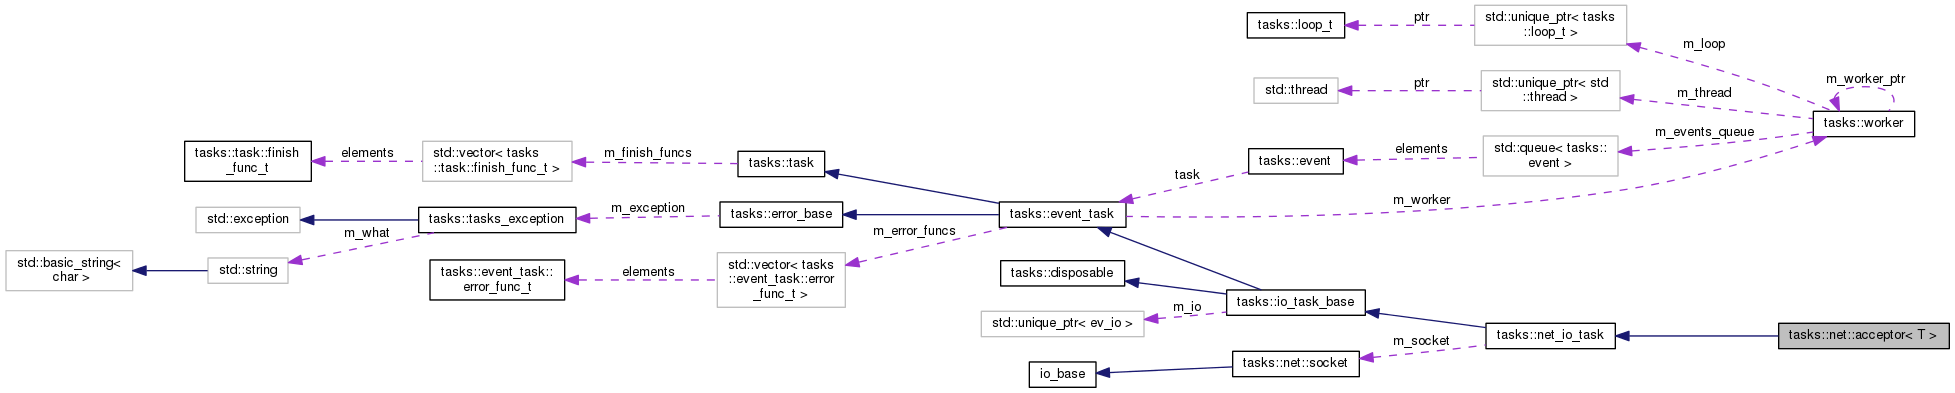 tasks::loop_t
ptr
std::unique_ptr< tasks
::loop_t >
m_loop
std::thread
ptr
std::unique_ptr< std
::thread >
m_thread
m_worker_ptr
tasks::worker
tasks::task::finish
_func_t
elements
std::vector< tasks
::task::finish_func_t >
m_finish_funcs
tasks::task
tasks::event
elements
std::queue< tasks::
event >
m_events_queue
task
m_worker
std::exception
tasks::tasks_exception
m_exception
tasks::error_base
tasks::event_task
m_what
m_error_funcs
std::basic_string<
char >
std::string
tasks::event_task::
error_func_t
elements
std::vector< tasks
::event_task::error
_func_t >
tasks::disposable
tasks::io_task_base
m_io
std::unique_ptr< ev_io >
m_socket
tasks::net_io_task
tasks::net::acceptor< T >
io_base
tasks::net::socket